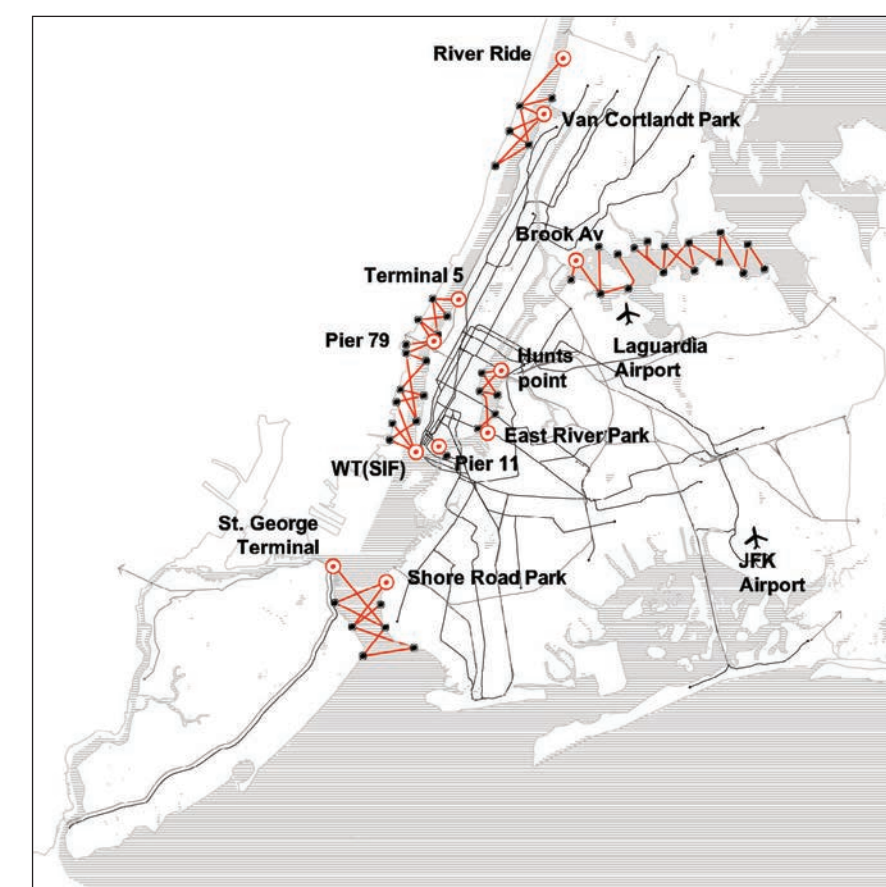 River Ride
Van Cortlandt Park
Brook Av
Terminal 5
Laguardia
Airport
Pier 79
Hunts
point
East River Park
WT(SIF)
Pier 11
St. George
Terminal
JFK
Airport
Shore Road Park